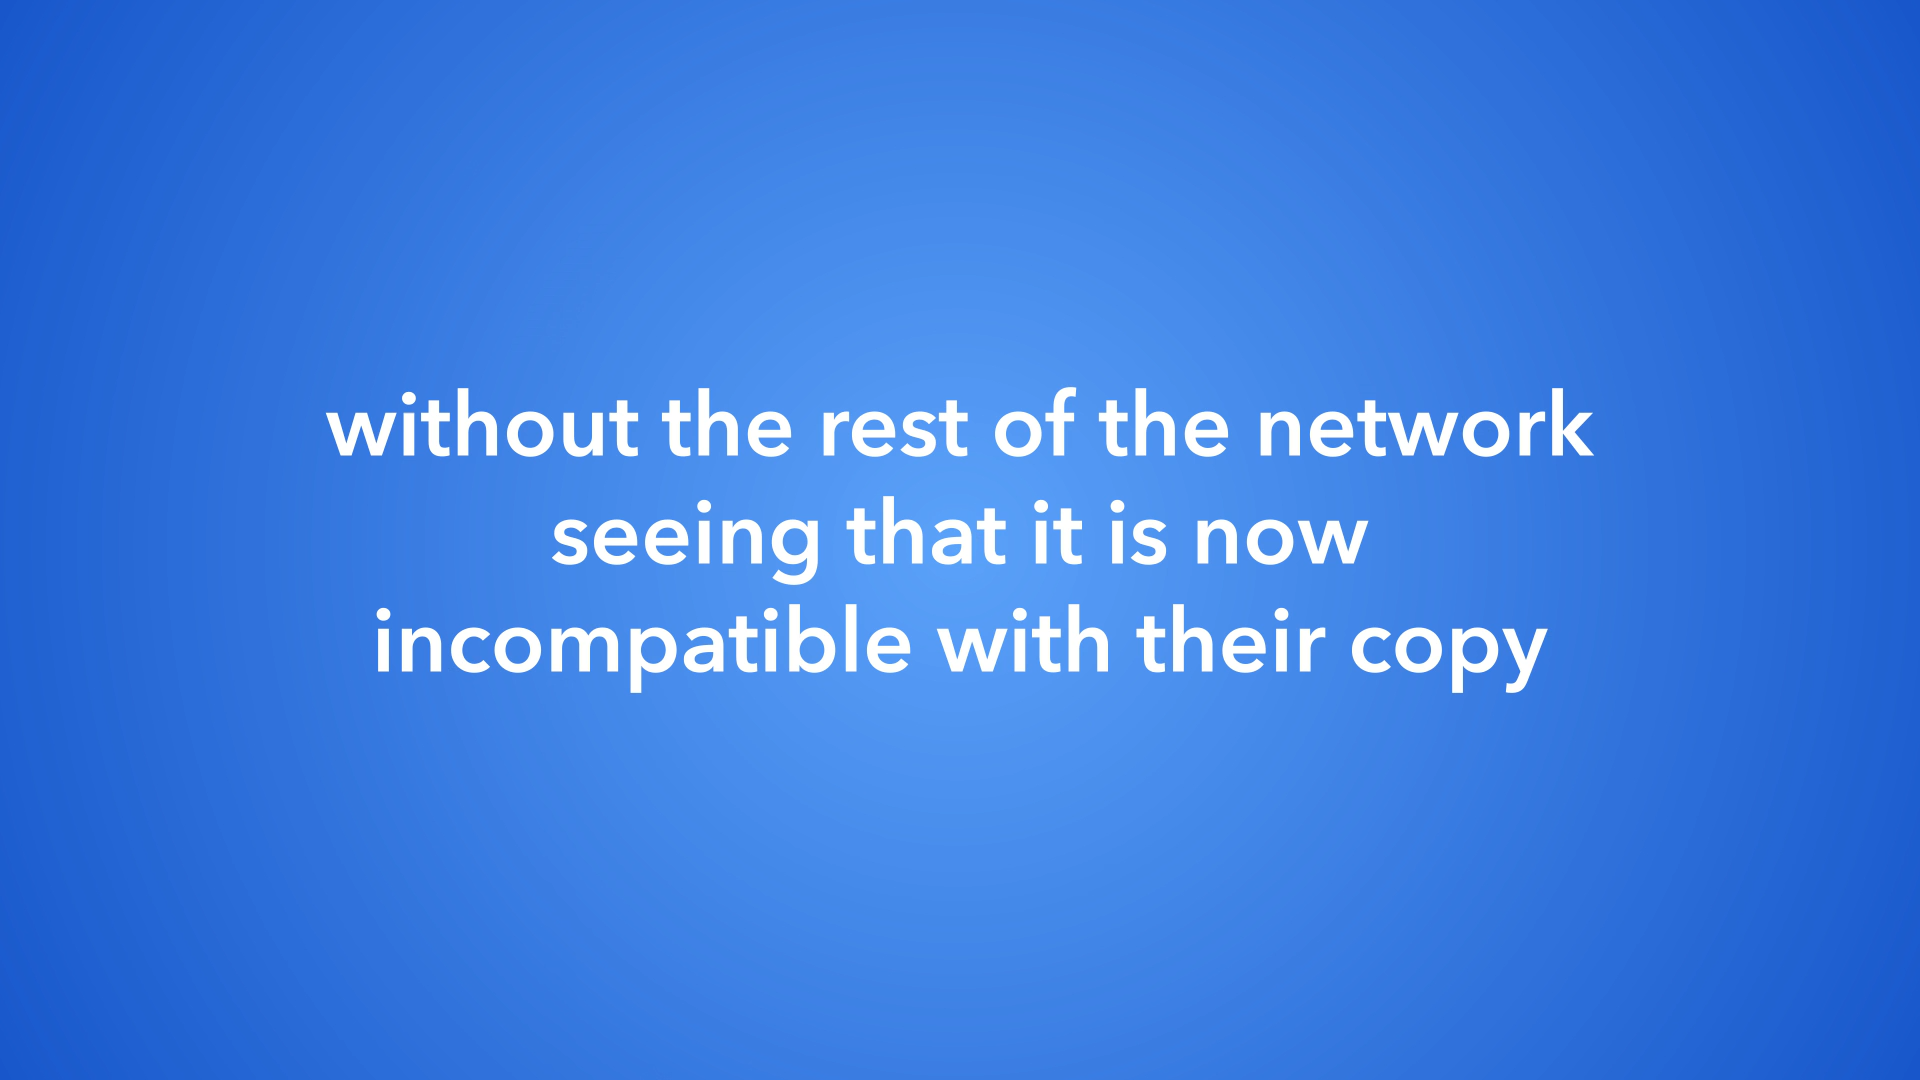 without the rest of the network
seeing that it is now
incompatible with their copy